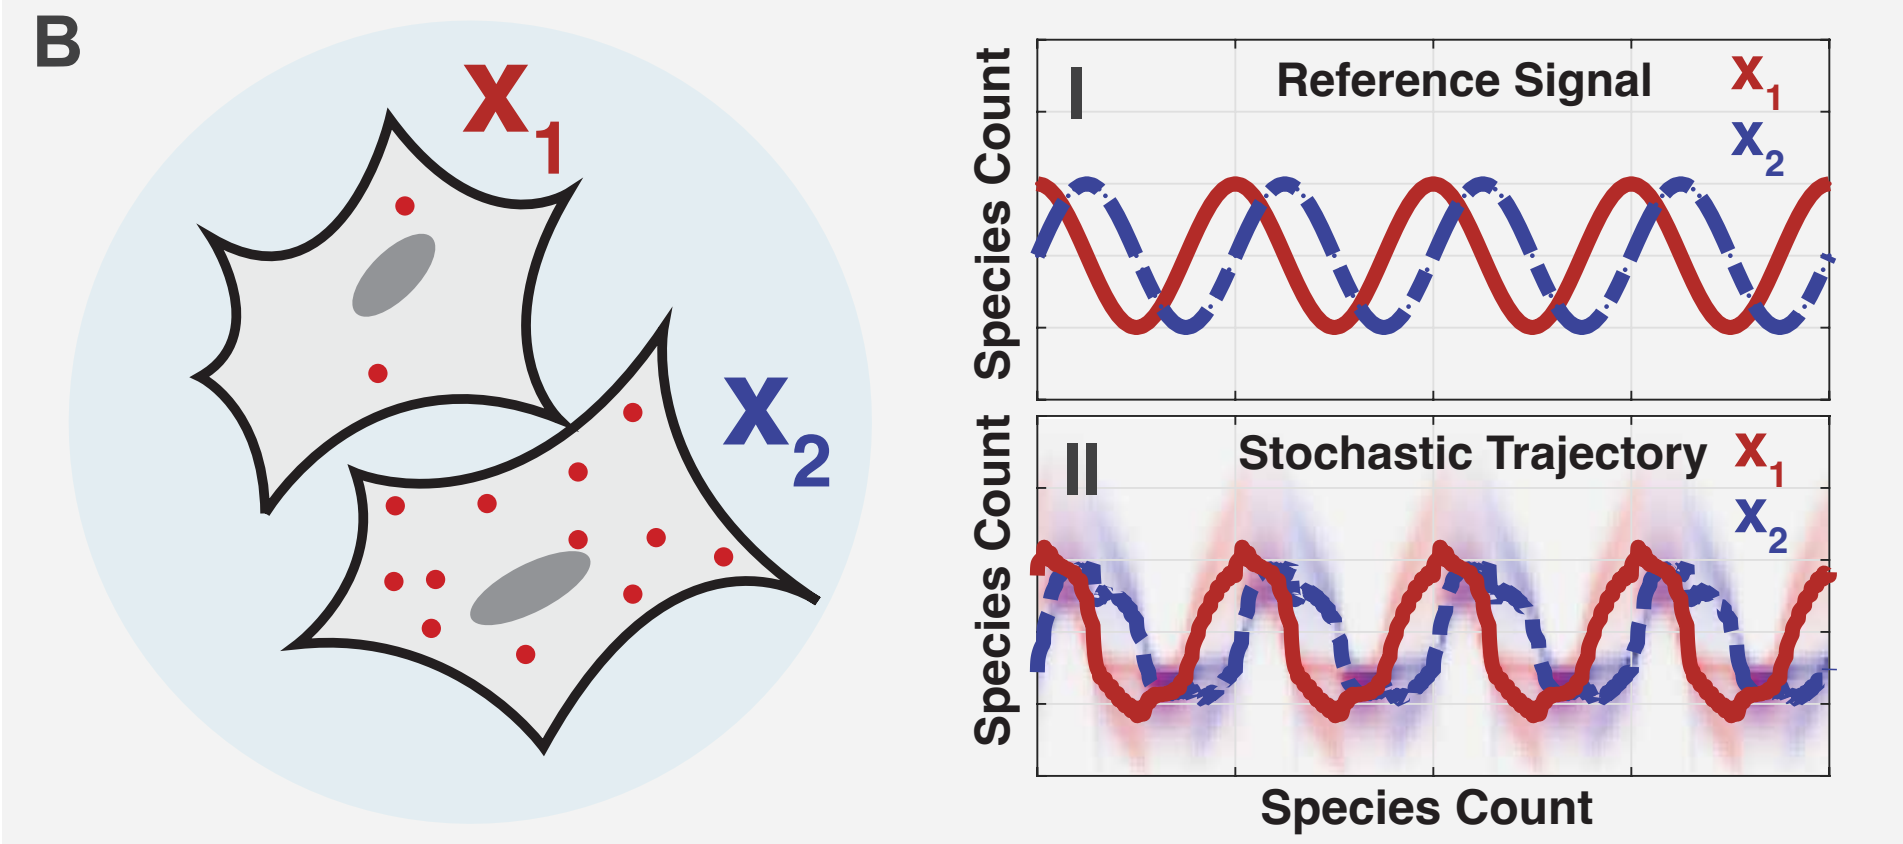 B
x1
x2
Species Count
I
Reference Signal
x1
x2
Species Count
II
Stochastic Trajectory
x1
x2
Species Count